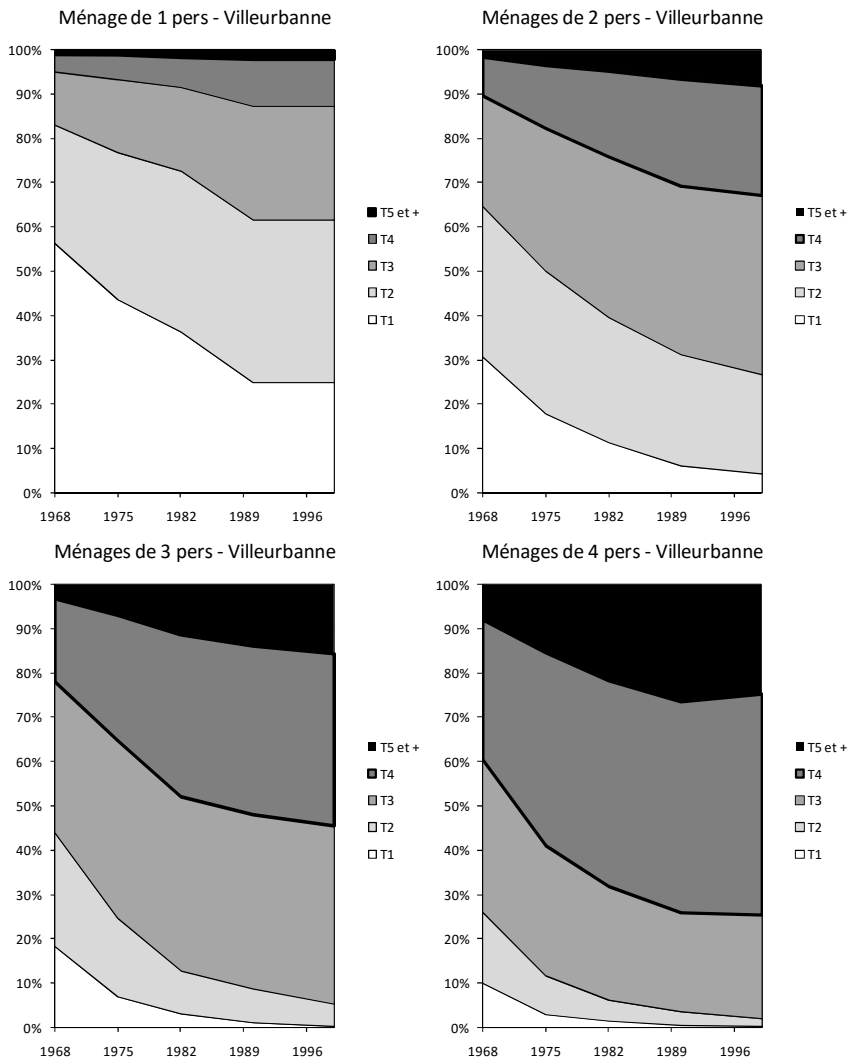 Ménage de 1 pers - Villeurbanne
100%
90%
80%
70%
60%
50%
40%
30%
20%
10%
0%
1968 1975 1982 1989 1996
T5 et +
T4
T3
T2
T1
Ménages de 2 pers - Villeurbanne
100%
90%
80%
70%
60%
50%
40%
30%
20%
10%
0%
1968 1975 1982 1989 1996
T5 et +
T4
T3
T2
T1
Ménages de 3 pers - Villeurbanne
100%
90%
80%
70%
60%
50%
40%
30%
20%
10%
0%
1968 1975 1982 1989 1996
T5 et +
T4
T3
T2
T1
Ménages de 4 pers - Villeurbanne
100%
90%
80%
70%
60%
50%
40%
30%
20%
10%
0%
1968 1975 1982 1989 1996
T5 et +
T4
T3
T2
T1